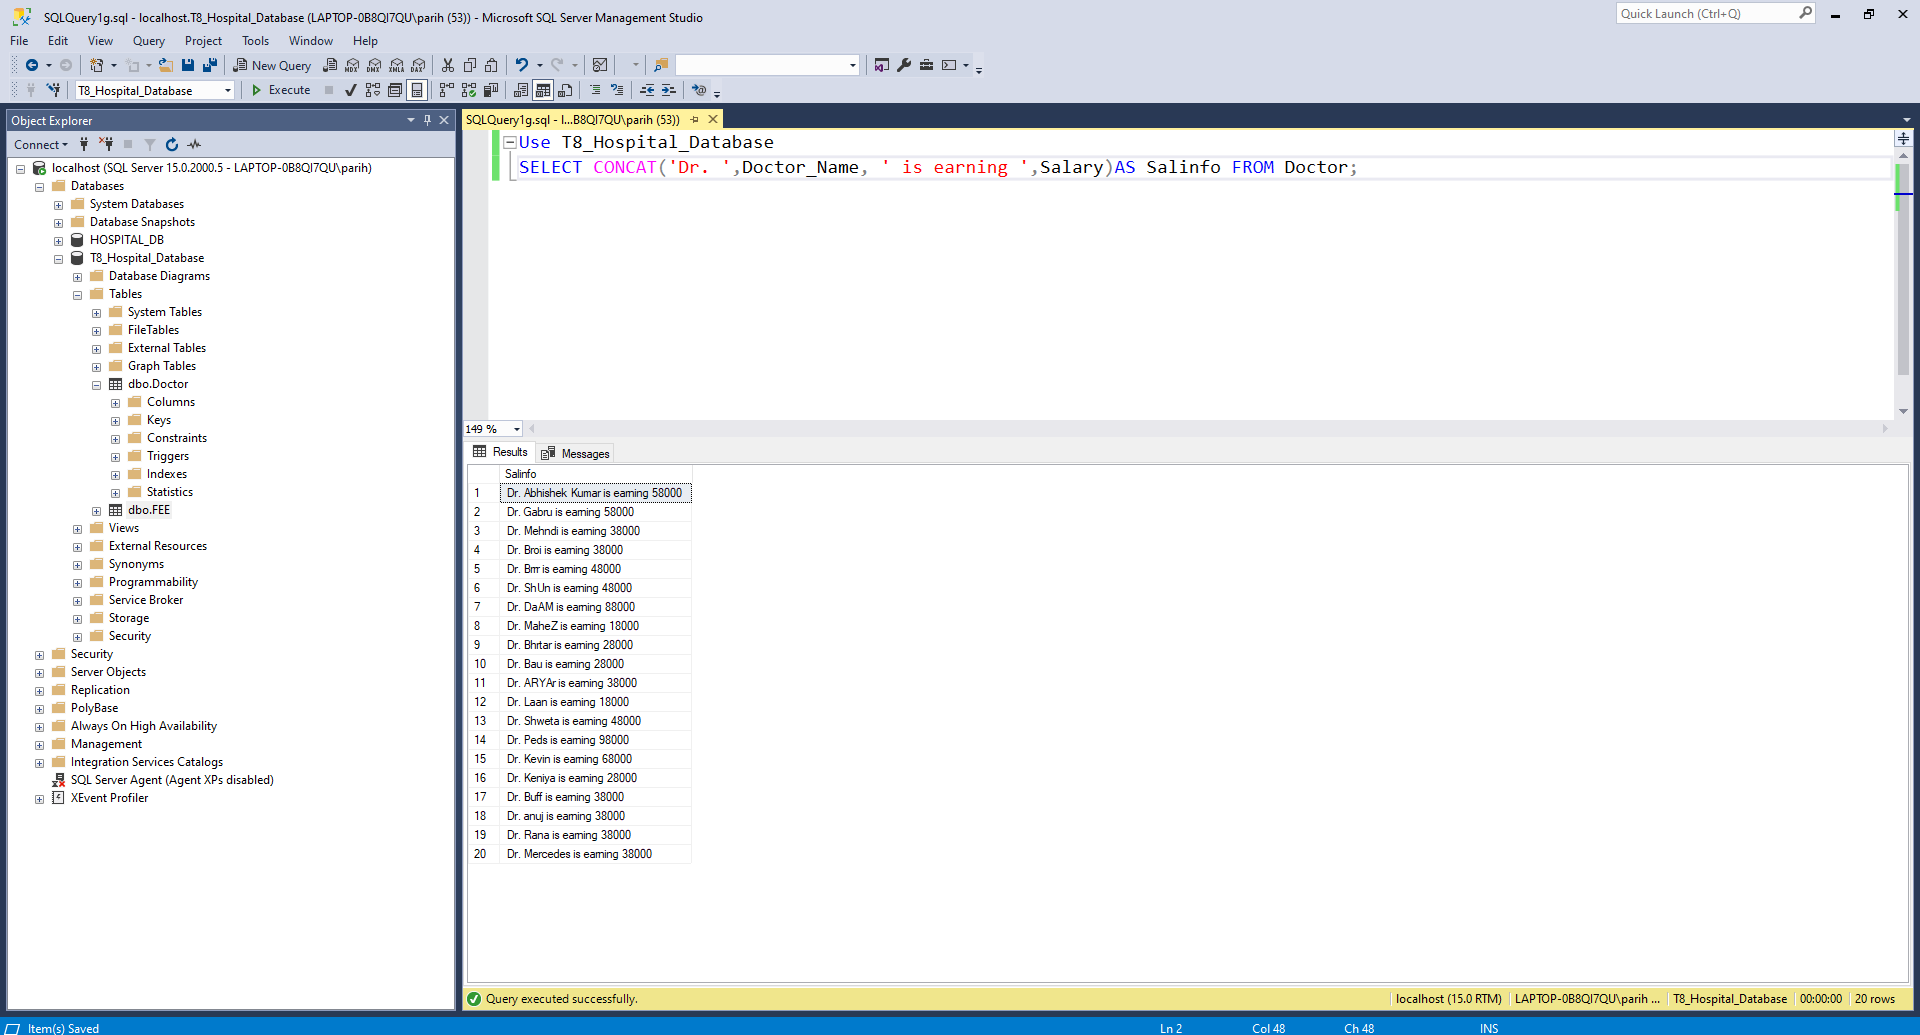 SQLQuery1g.sql - localhost.T8_Hospital_Database (LAPTOP-0B8QI7QU\parih (53)) - Microsoft SQL Server Management Studio
Quick Launch (Ctrl+Q)
File Edit View Query Project Tools Window Help
New Query
MDX DMX XMLA DAX
T8_Hospital_Database
Execute
Object Explorer
Connect
localhost (SQL Server 15.0.2000.5 - LAPTOP-0B8QI7QU\parih)
Databases
System Databases
Database Snapshots
HOSPITAL_DB
T8_Hospital_Database
Database Diagrams
Tables
System Tables
FileTables
External Tables
Graph Tables
dbo.Doctor
Columns
Keys
Constraints
Triggers
Indexes
Statistics
dbo.FEE
Views
External Resources
Synonyms
Programmability
Service Broker
Storage
Security
Security
Server Objects
Replication
PolyBase
Always On High Availability
Management
Integration Services Catalogs
SQL Server Agent (Agent XPs disabled)
XEvent Profiler
SQLQuery1g.sql - l...B8QI7QU\parih (53))
Use T8_Hospital_Database
SELECT CONCAT('Dr. ',Doctor_Name, ' is earning ',Salary)AS Salinfo FROM Doctor;
149 %
Results Messages
Salinfo
1 Dr. Abhishek Kumar is earning 58000
2 Dr. Gabru is earning 58000
3 Dr. Mehndi is earning 38000
4 Dr. Broi is earning 38000
5 Dr. Brrr is earning 48000
6 Dr. ShUn is earning 48000
7 Dr. DaAM is earning 88000
8 Dr. MaheZ is earning 18000
9 Dr. Bhrtar is earning 28000
10 Dr. Bau is earning 28000
11 Dr. ARYAr is earning 38000
12 Dr. Laan is earning 18000
13 Dr. Shweta is earning 48000
14 Dr. Peds is earning 98000
15 Dr. Kevin is earning 68000
16 Dr. Keniya is earning 28000
17 Dr. Buff is earning 38000
18 Dr. anuj is earning 38000
19 Dr. Rana is earning 38000
20 Dr. Mercedes is earning 38000
Query executed successfully.
localhost (15.0 RTM) LAPTOP-0B8QI7QU\parih ... T8_Hospital_Database 00:00:00 20 rows
Item(s) Saved Ln 2 Col 48 Ch 48 INS